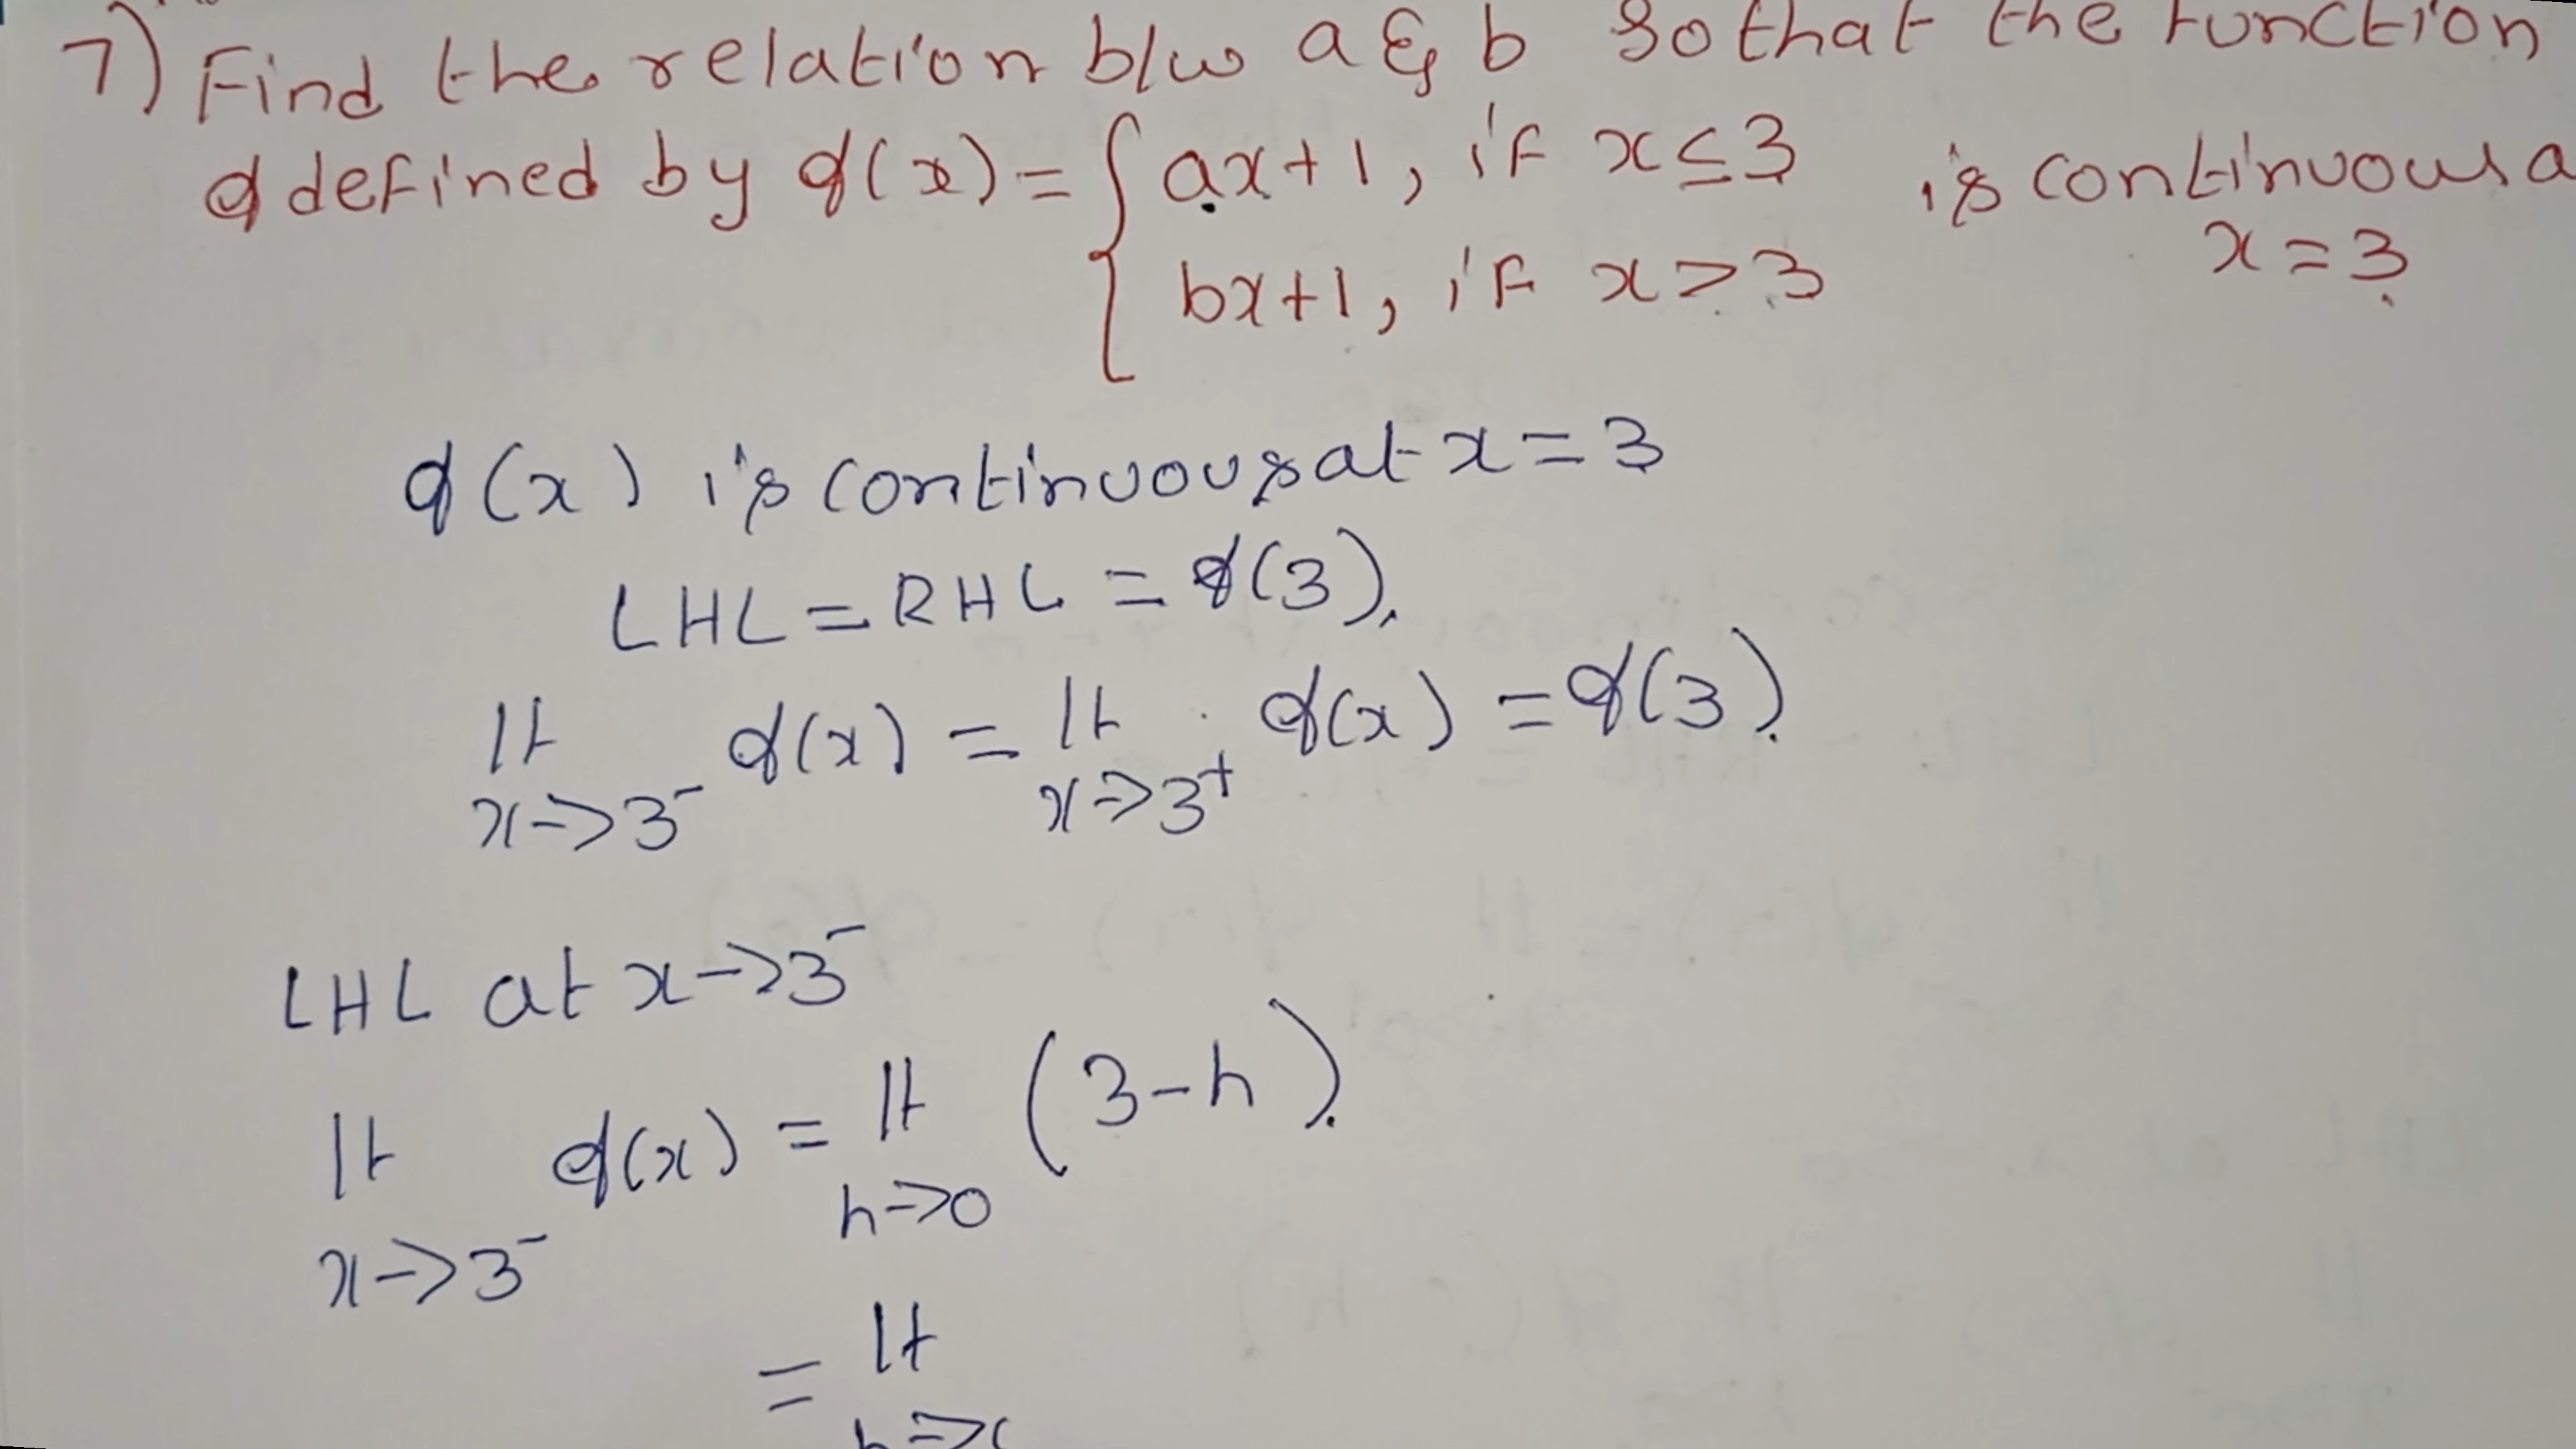 7) Find the relation b/w a & b so that the function
f defined by f(x) = { ax+1, if x ≤ 3 is continuous a
bx+1, if x > 3 x = 3
f(x) is continuous at x = 3
LHL = RHL = f(3).
lt f(x) = lt f(x) = f(3).
x->3⁻ x->3⁺
LHL at x->3⁻
lt f(x) = lt (3-h).
x->3⁻ h->0
= lt